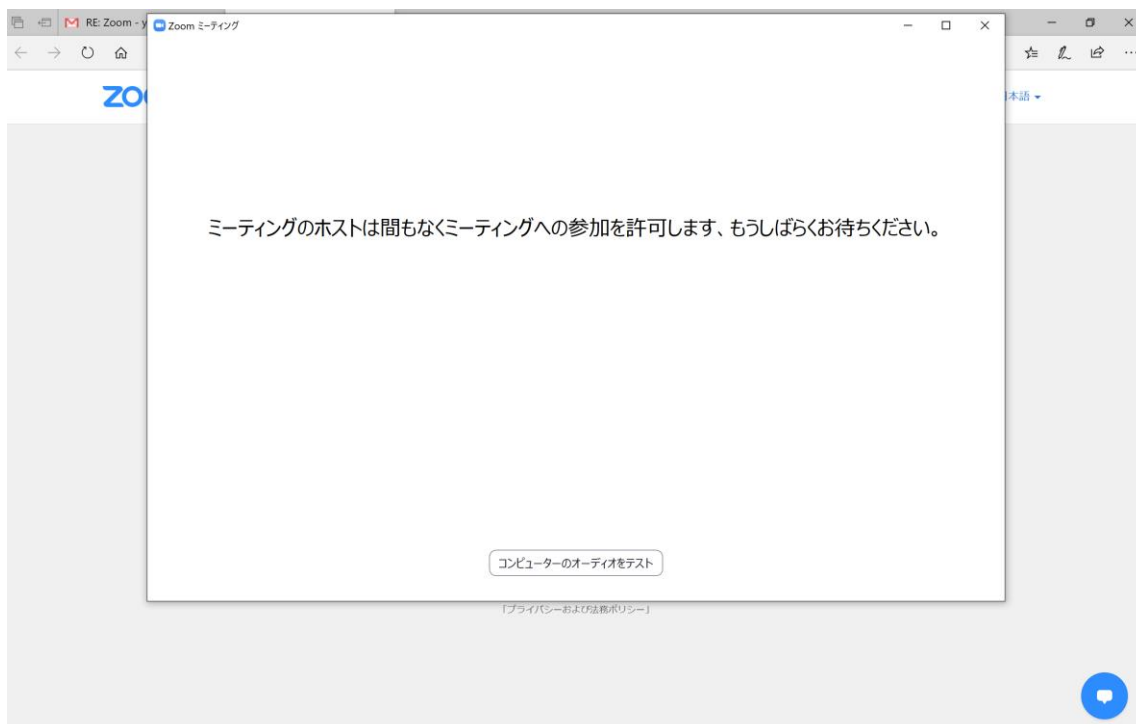 RE: Zoom - y
Zoom ミーティング
ZOO
本語
ミーティングのホストは間もなくミーティングへの参加を許可します、もうしばらくお待ちください。
コンピューターのオーディオをテスト
「プライバシーおよび法務ポリシー」